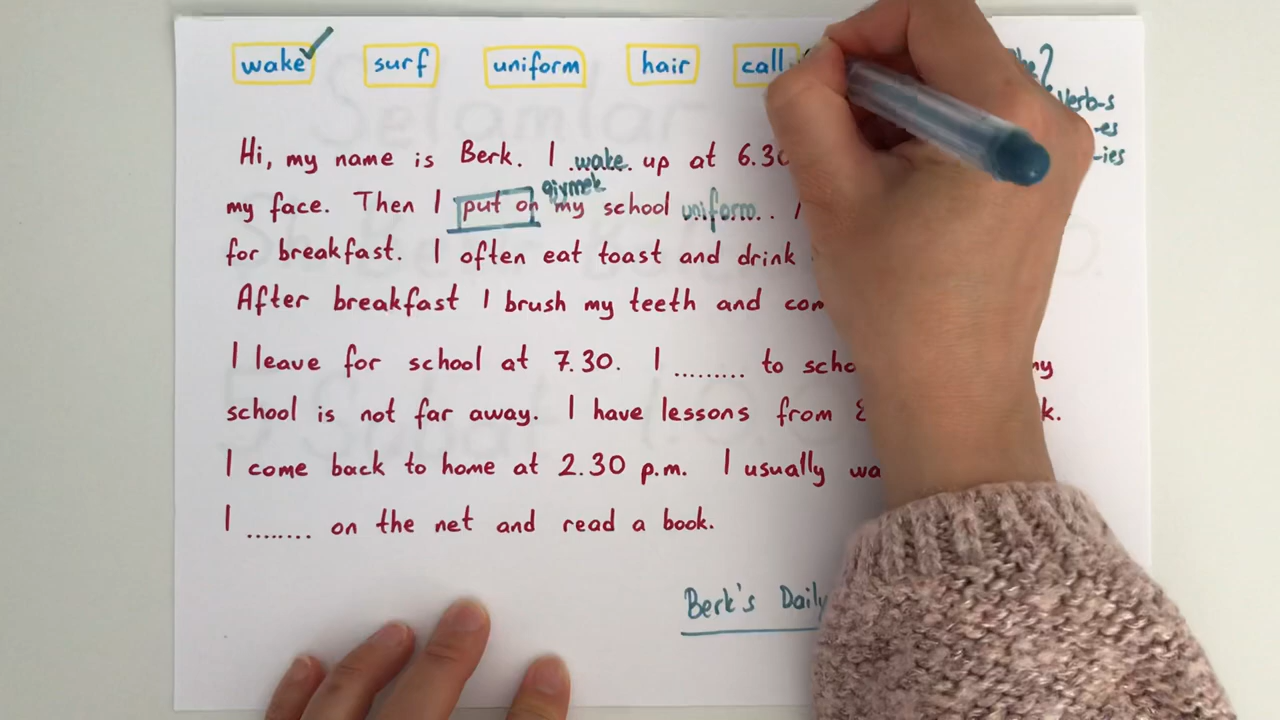 wake surf uniform hair call
verb-s
-es
-ies
Hi, my name is Berk. I .wake. up at 6.30
giymek
my face. Then I put on my school uniform.. I
for breakfast. I often eat toast and drink
After breakfast I brush my teeth and
I leave for school at 7.30. I ......... to my
school is not far away. I have lessons from
I come back to home at 2.30 p.m. I usually
I ........ on the net and read a book.
Berk's Daily